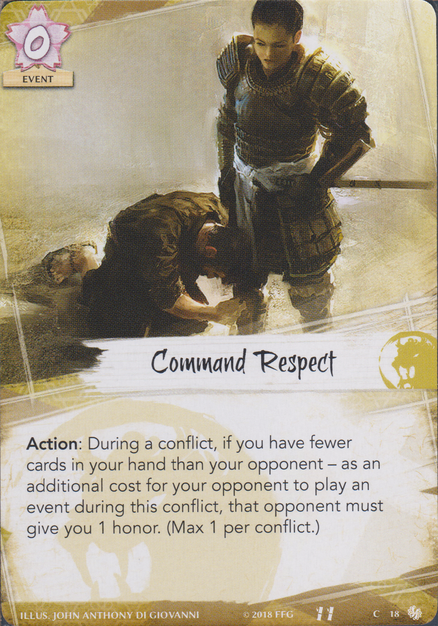 0
EVENT
Command Respect
Action: During a conflict, if you have fewer
cards in your hand than your opponent – as an
additional cost for your opponent to play an
event during this conflict, that opponent must
give you 1 honor. (Max 1 per conflict.)
ILLUS. JOHN ANTHONY DI GIOVANNI © 2018 FFG C 18